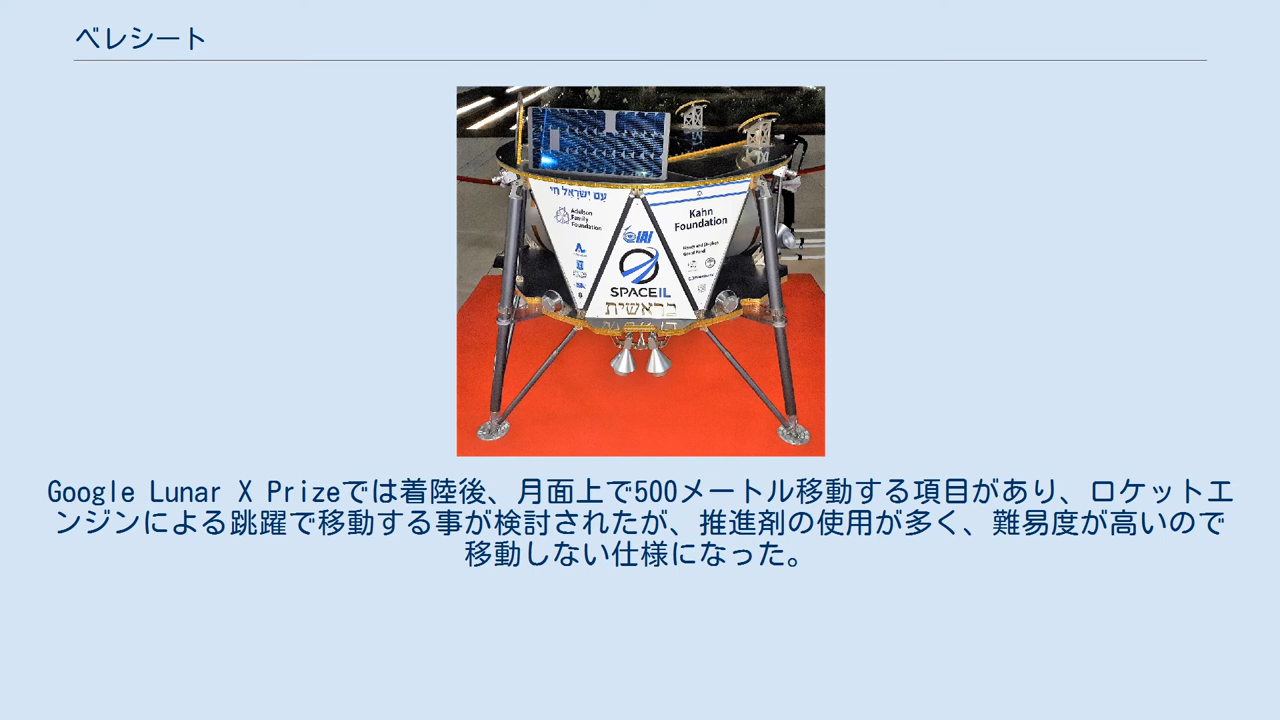 ベレシート
עם ישראל חי
Adelson
Family
Foundation
Kahn
Foundation
IAI
SPACEIL
בראשית
Google Lunar X Prizeでは着陸後、月面上で500メートル移動する項目があり、ロケットエ
ンジンによる跳躍で移動する事が検討されたが、推進剤の使用が多く、難易度が高いので
移動しない仕様になった。